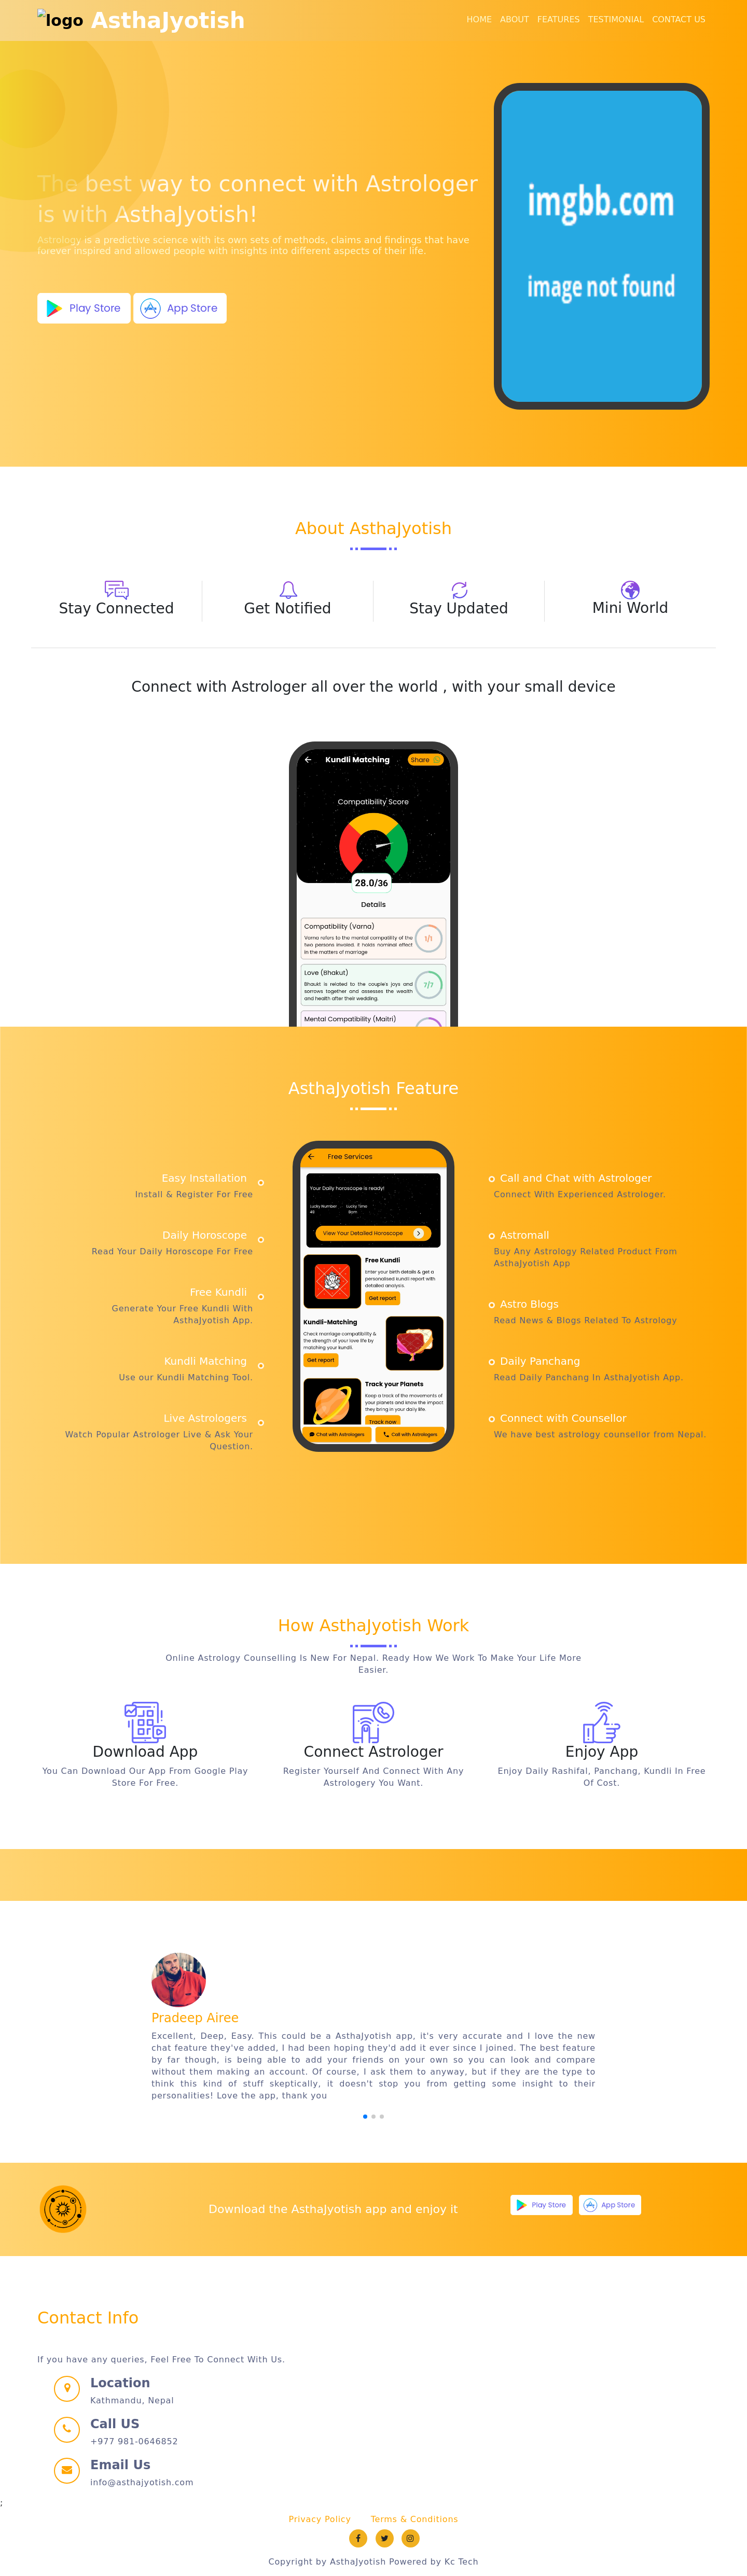 logo AsthaJyotish
HOME ABOUT FEATURES TESTIMONIAL CONTACT US
The best way to connect with Astrologer
is with AsthaJyotish!
Astrology is a predictive science with its own sets of methods, claims and findings that have
forever inspired and allowed people with insights into different aspects of their life.
Play Store App Store
imgbb.com
image not found
About AsthaJyotish
Stay Connected
Get Notified
Stay Updated
Mini World
Connect with Astrologer all over the world , with your small device
Kundli Matching
Share
Compatibility Score
28.0/36
Details
Compatibility (Varna)
Varna refers to the mental compatility of the
two persons involed. It holds nominal effect
in the matters of marriage
1/1
Love (Bhakut)
Bhaukt is related to the couple's joys and
sorrows together and assesses the wealth
and health after their wedding.
7/7
Mental Compatibility (Maitri)
AsthaJyotish Feature
Easy Installation
Install & Register For Free
Daily Horoscope
Read Your Daily Horoscope For Free
Free Kundli
Generate Your Free Kundli With
AsthaJyotish App.
Kundli Matching
Use our Kundli Matching Tool.
Live Astrologers
Watch Popular Astrologer Live & Ask Your
Question.
Free Services
Your Daily horoscope is ready!
Lucky Number
Lucky Time
View Your Detailed Horoscope
Free Kundli
Enter your birth details & get a
personalised Kundli report with
detailed analysis.
Get report
Kundli-Matching
Check marriage compatibility &
the strength of your love life by
matching your kundli.
Get report
Track your Planets
Keep a track of the movements of
your planets and know the impact
they bring in your daily life.
Track now
Chat with Astrologers
Call with Astrologers
Call and Chat with Astrologer
Connect With Experienced Astrologer.
Astromall
Buy Any Astrology Related Product From
AsthaJyotish App
Astro Blogs
Read News & Blogs Related To Astrology
Daily Panchang
Read Daily Panchang In AsthaJyotish App.
Connect with Counsellor
We have best astrology counsellor from Nepal.
How AsthaJyotish Work
Online Astrology Counselling Is New For Nepal. Ready How We Work To Make Your Life More
Easier.
Download App
You Can Download Our App From Google Play
Store For Free.
Connect Astrologer
Register Yourself And Connect With Any
Astrologery You Want.
Enjoy App
Enjoy Daily Rashifal, Panchang, Kundli In Free
Of Cost.
Pradeep Airee
Excellent, Deep, Easy. This could be a AsthaJyotish app, it's very accurate and I love the new
chat feature they've added, I had been hoping they'd add it ever since I joined. The best feature
by far though, is being able to add your friends on your own so you can look and compare
without them making an account. Of course, I ask them to anyway, but if they are the type to
think this kind of stuff skeptically, it doesn't stop you from getting some insight to their
personalities! Love the app, thank you
Download the AsthaJyotish app and enjoy it
Play Store App Store
Contact Info
If you have any queries, Feel Free To Connect With Us.
Location
Kathmandu, Nepal
Call US
+977 981-0646852
Email Us
info@asthajyotish.com
;
Privacy Policy Terms & Conditions
Copyright by AsthaJyotish Powered by Kc Tech